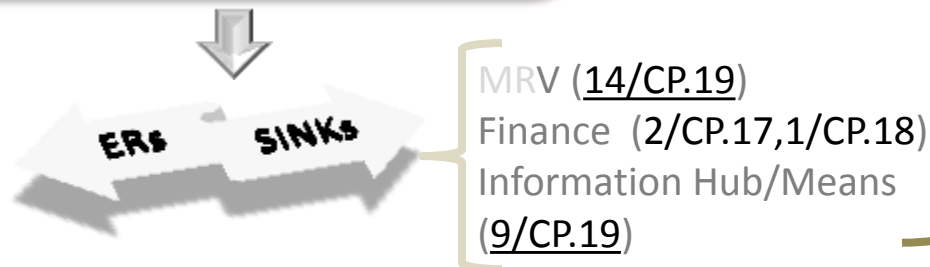 ERs SINKs
MRV (14/CP.19)
Finance (2/CP.17,1/CP.18)
Information Hub/Means
(9/CP.19)